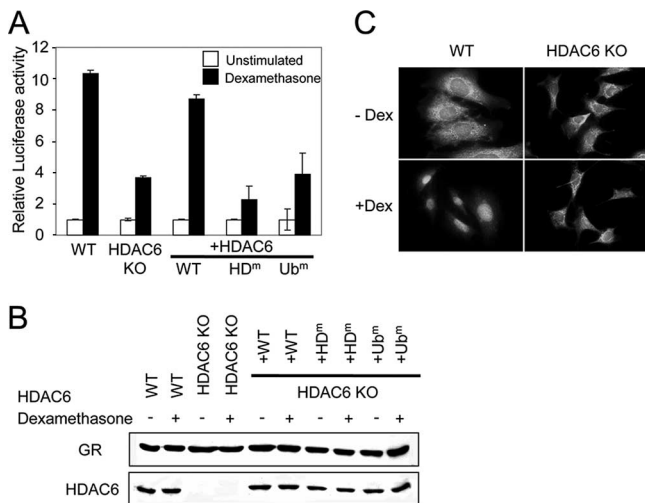 A
Relative Luciferase activity
12
10
8
6
4
2
0
Unstimulated
Dexamethasone
WT
HDAC6 KO
+HDAC6
WT HDᵐ Ubᵐ
C
WT HDAC6 KO
- Dex
+Dex
B
HDAC6
WT WT HDAC6 KO HDAC6 KO +WT +WT +HDᵐ +HDᵐ +Ubᵐ +Ubᵐ
HDAC6 KO
Dexamethasone - + - + - + - + - +
GR
HDAC6